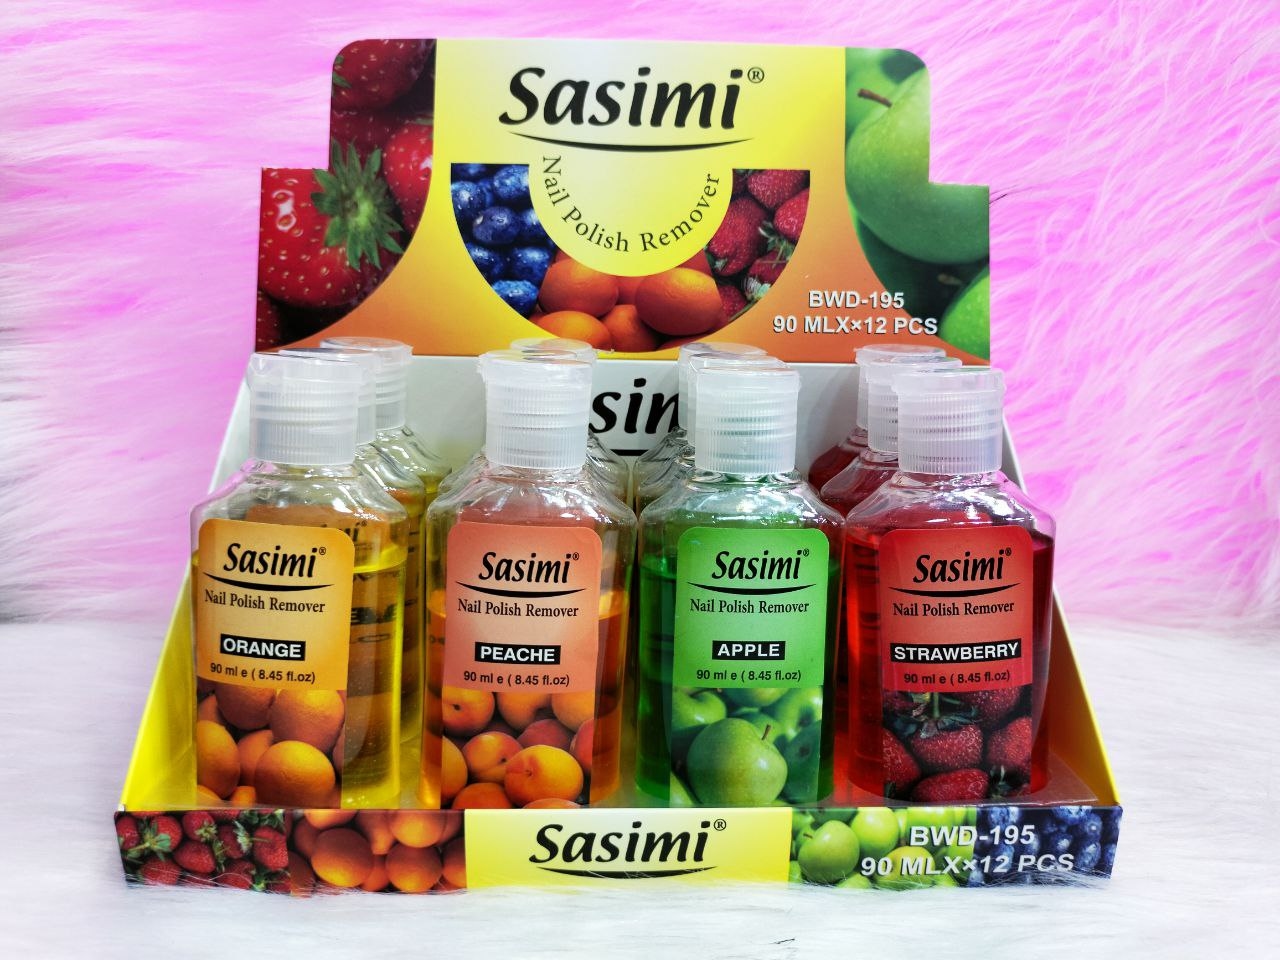 Sasimi®
Nail Polish Remover
BWD-195
90 MLX×12 PCS
Sasimi®
Nail Polish Remover
ORANGE
90 ml e ( 8.45 fl.oz)
Sasimi®
Nail Polish Remover
PEACHE
90 ml e ( 8.45 fl.oz)
Sasimi®
Nail Polish Remover
APPLE
90 ml e ( 8.45 fl.oz)
Sasimi®
Nail Polish Remover
STRAWBERRY
90 ml e ( 8.45 fl.oz)
Sasimi®
BWD-195
90 MLX×12 PCS